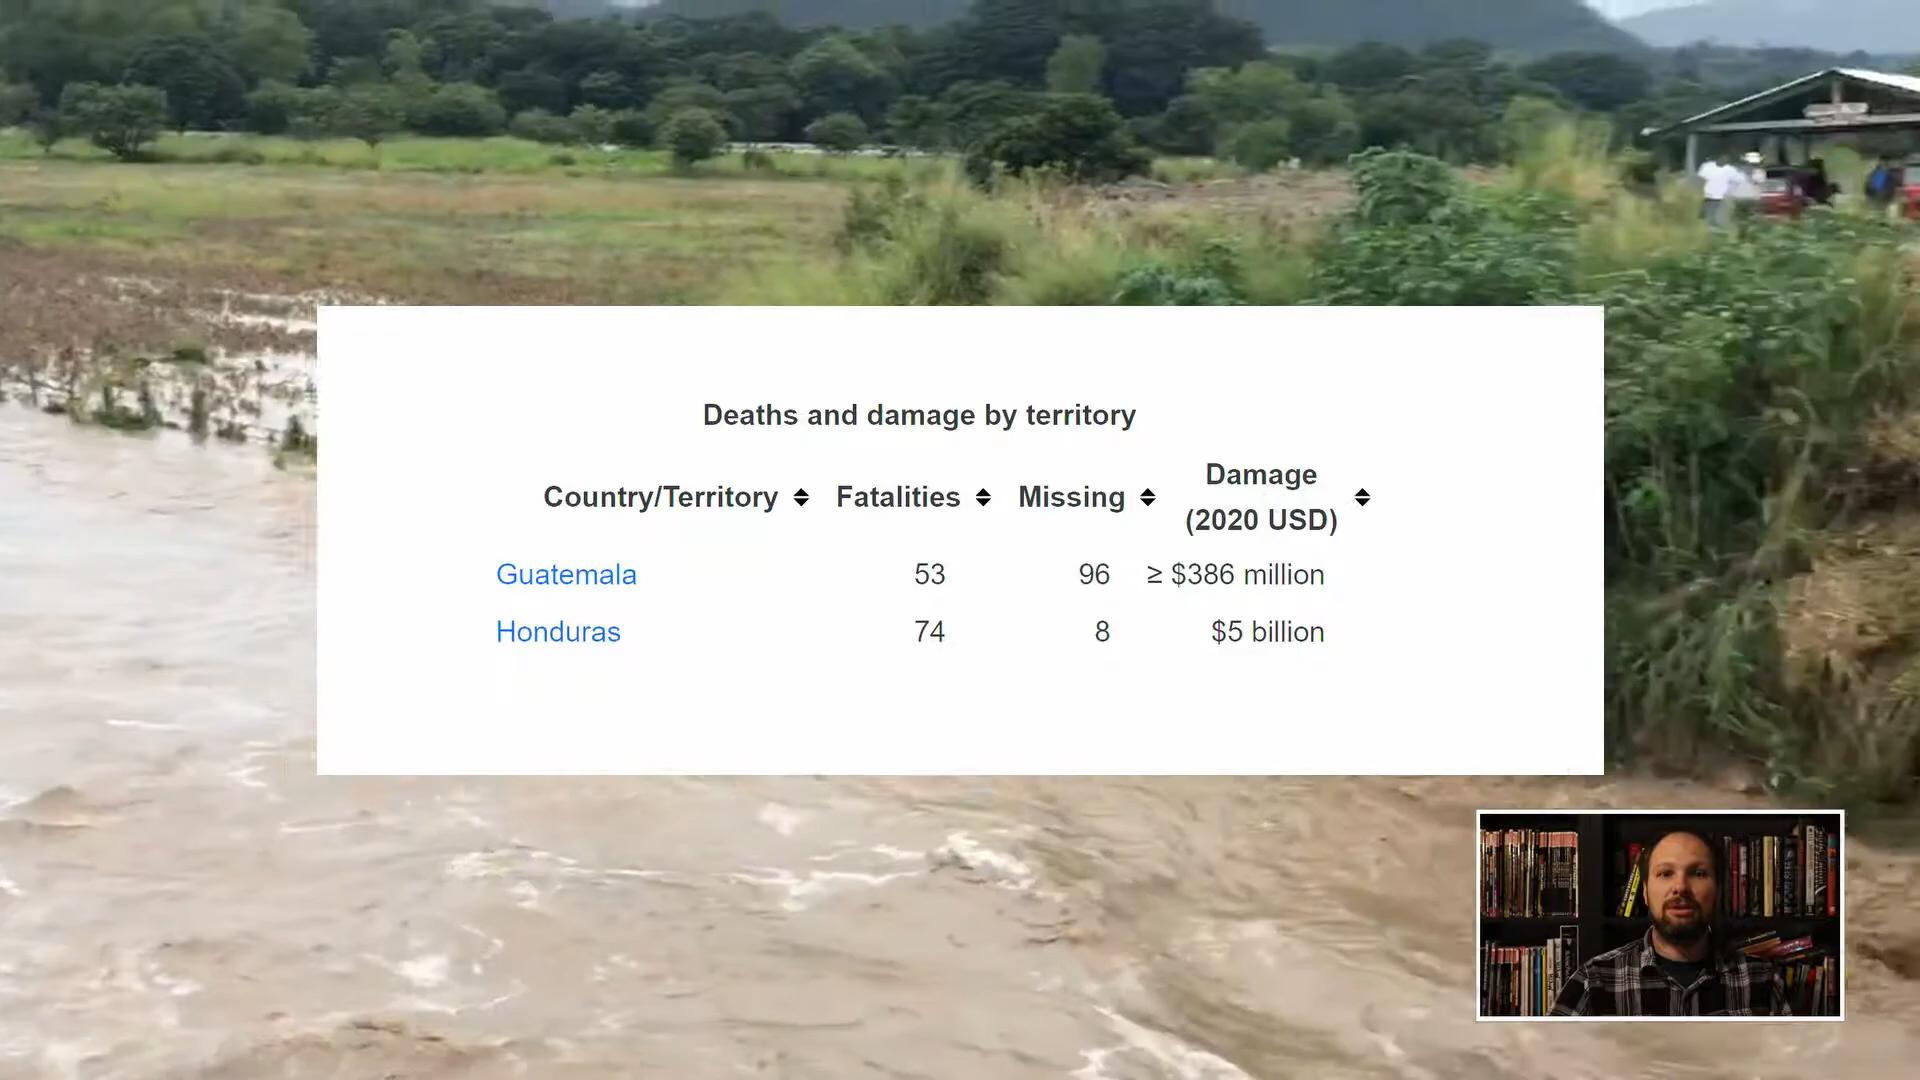 Deaths and damage by territory
Country/Territory Fatalities Missing Damage (2020 USD)
Guatemala 53 96 ≥ $386 million
Honduras 74 8 $5 billion